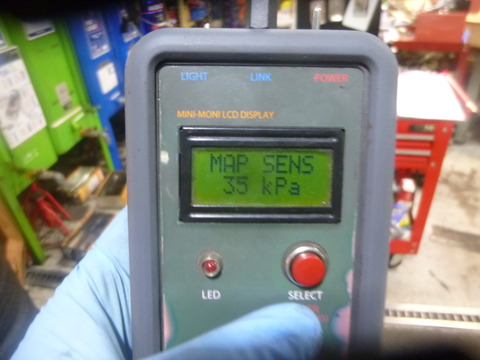 LIGHT LINK POWER
MINI-MONI LCD DISPLAY
MAP SENS
35 kPa
LED SELECT